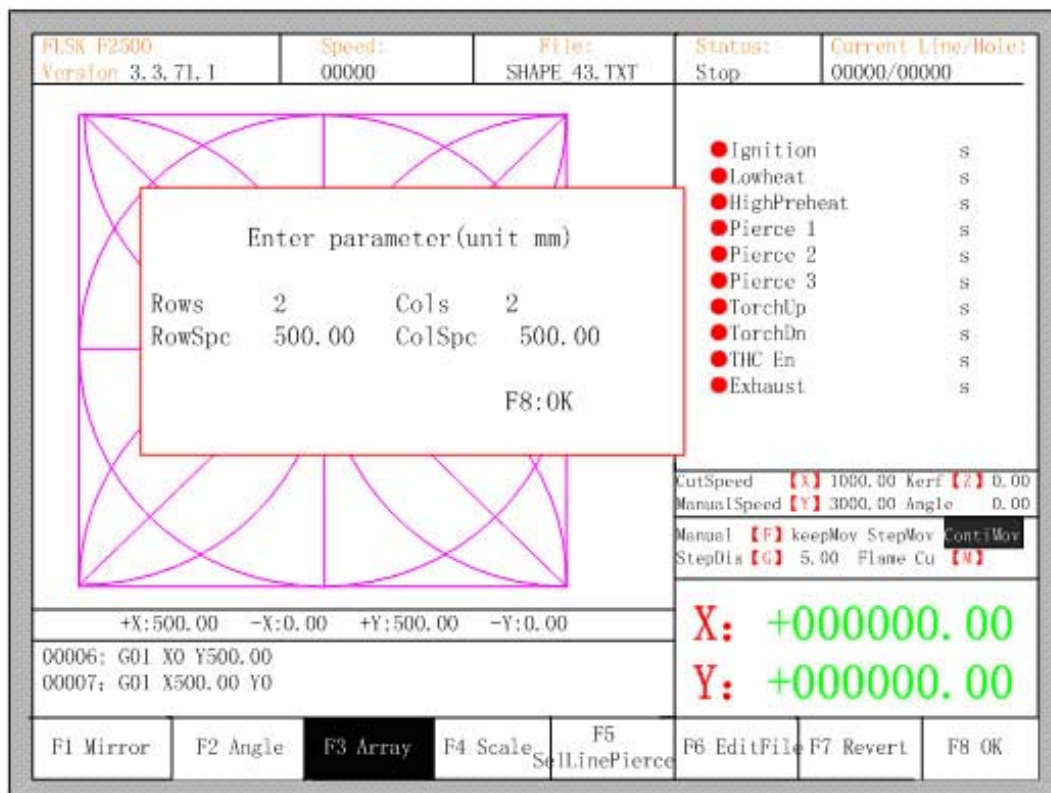 FLSK F2500 Speed: File: Status: Current Line/Hole:
Version 3.3.71.1 00000 SHAPE_43.TXT Stop 00000/00000
Ignition s
Lowheat s
HighPreheat s
Pierce 1 s
Pierce 2 s
Pierce 3 s
TorchUp s
TorchDn s
THC En s
Exhaust s
Enter parameter(unit mm)
Rows 2 Cols 2
RowSpc 500.00 ColSpc 500.00
F8:OK
CutSpeed 【X】 1000.00 Kerf 【Z】 0.00
ManualSpeed 【Y】 3000.00 Angle 0.00
Manual 【F】 keepMov StepMov ContiMov
StepDis 【G】 5.00 Flame Cu 【M】
+X:500.00 -X:0.00 +Y:500.00 -Y:0.00
00006: G01 X0 Y500.00
00007: G01 X500.00 Y0
X: +000000.00
Y: +000000.00
F1 Mirror F2 Angle F3 Array F4 Scale F5 SelLinePierce F6 EditFile F7 Revert F8 OK